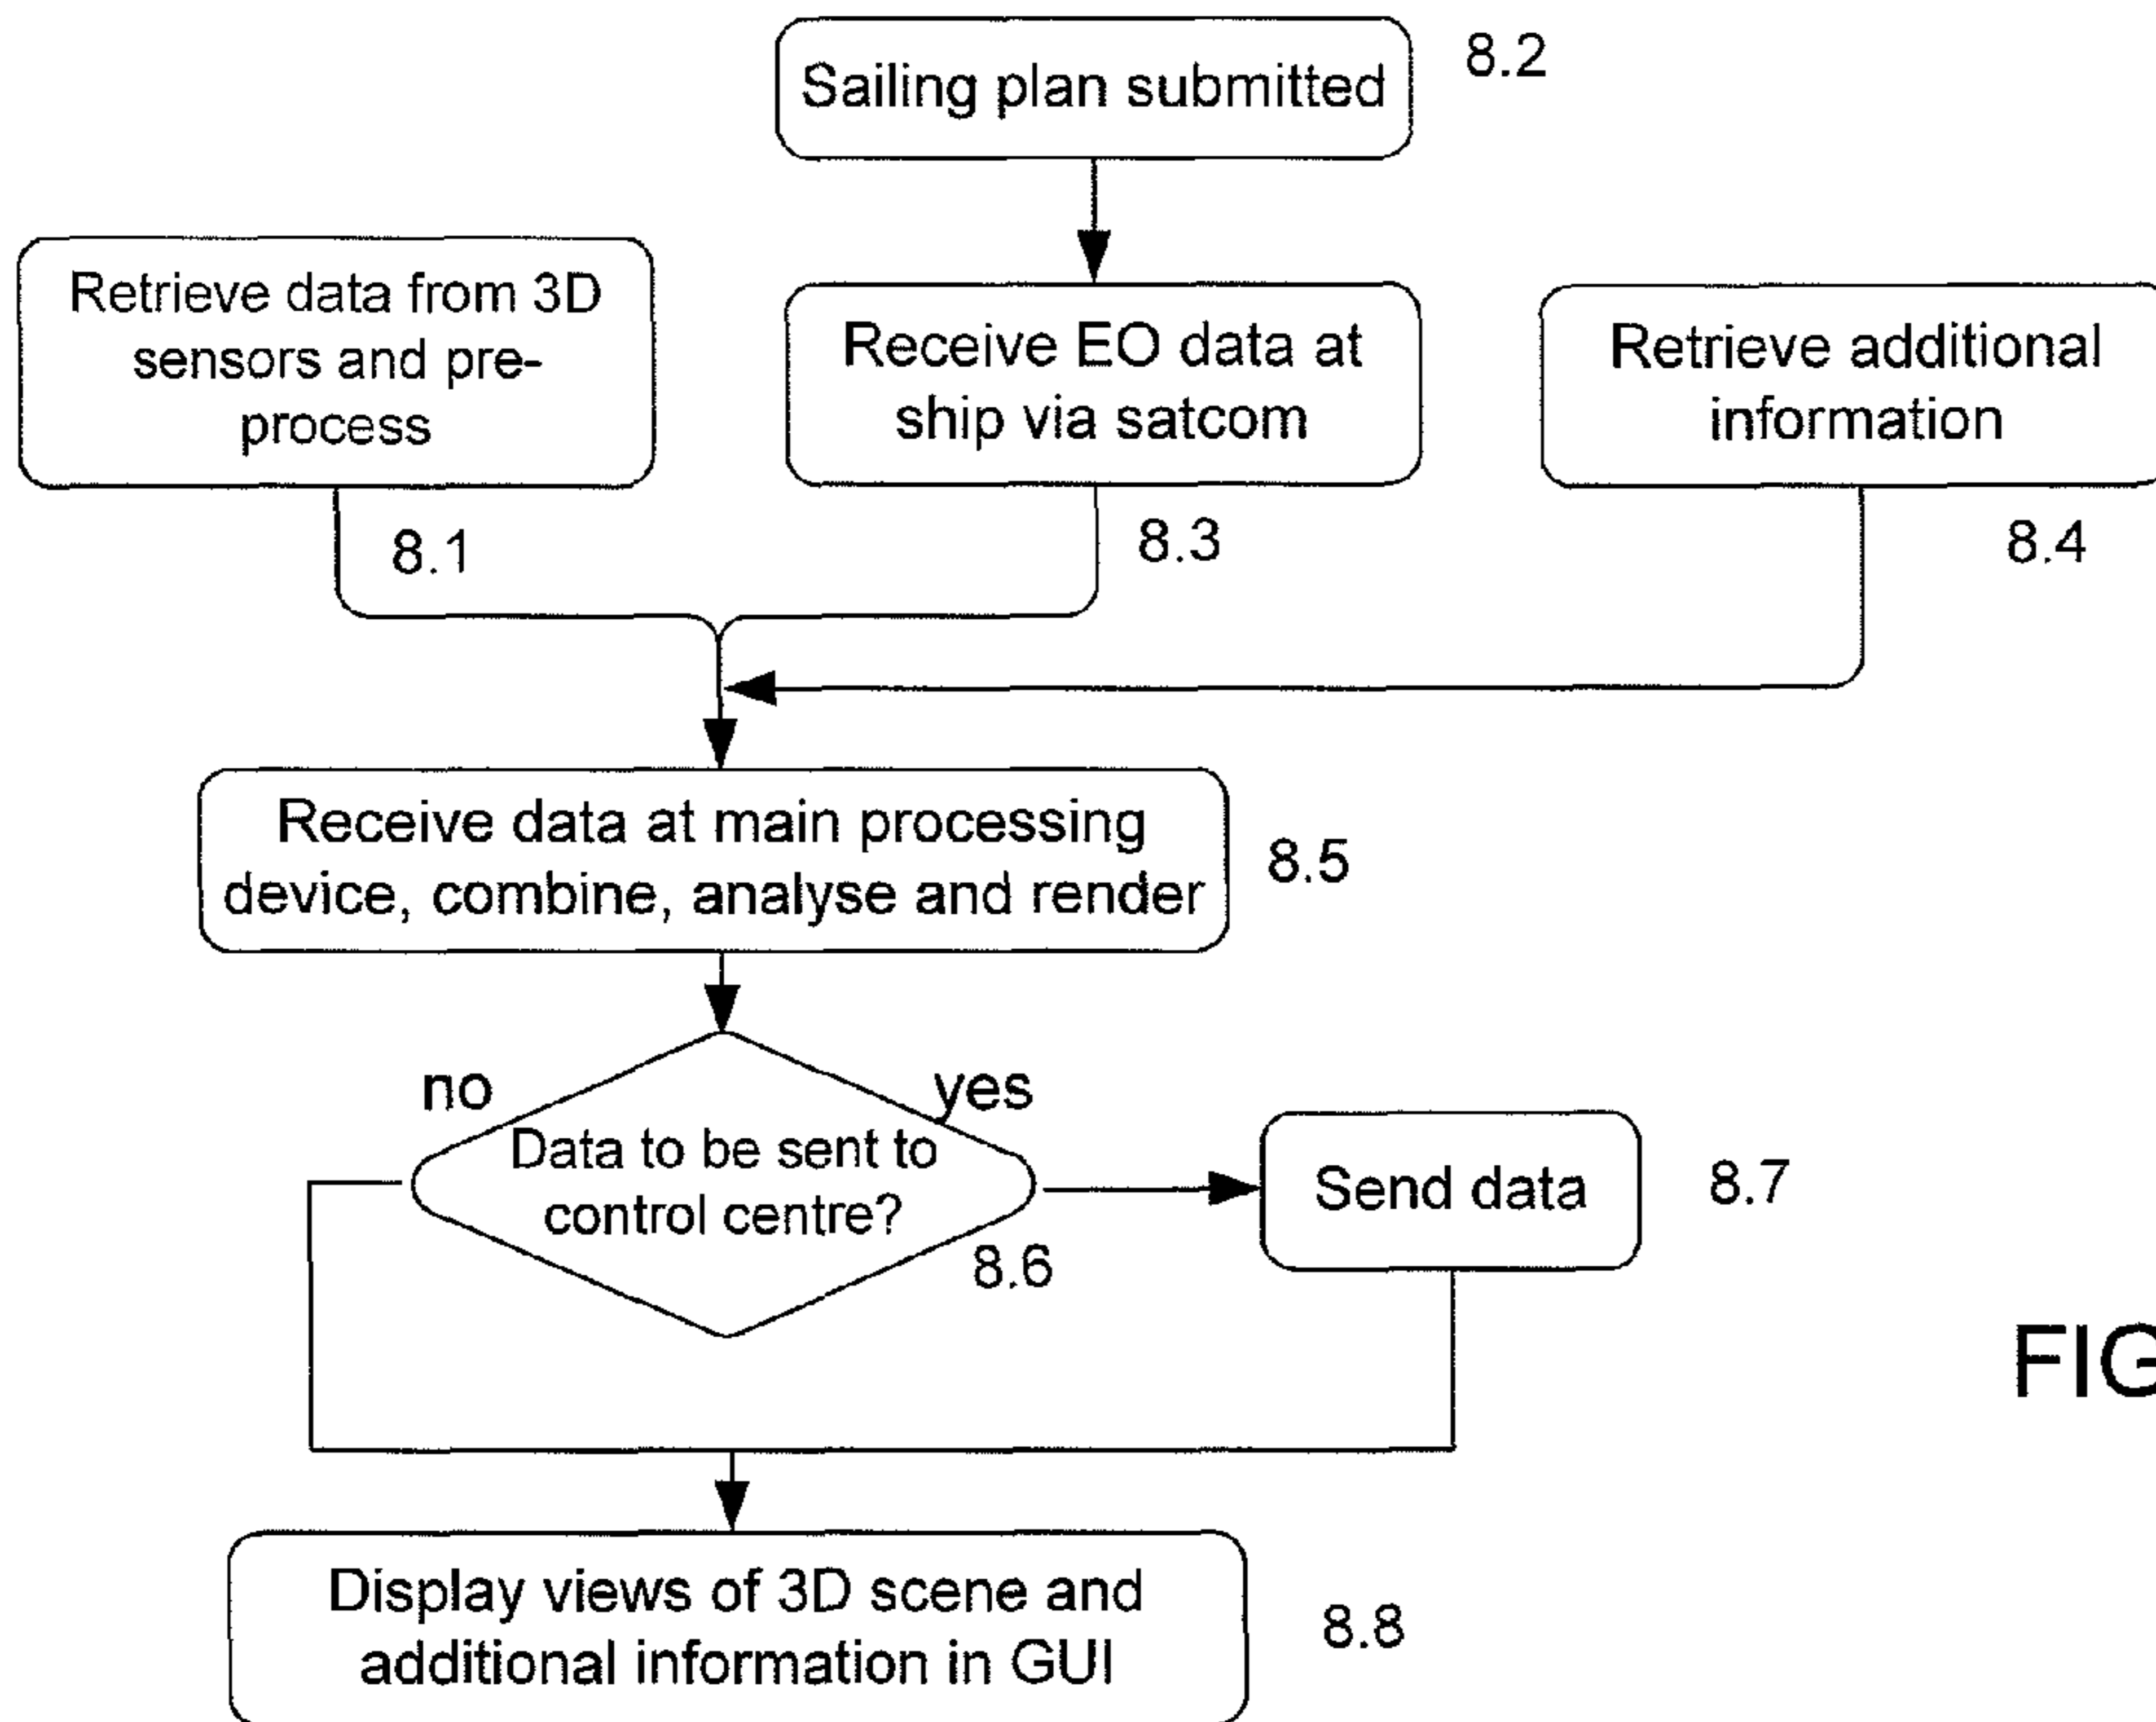 Sailing plan submitted
8.2
Retrieve data from 3D
sensors and pre-
process
8.1
Receive EO data at
ship via satcom
8.3
Retrieve additional
information
8.4
Receive data at main processing
device, combine, analyse and render
8.5
no
yes
Data to be sent to
control centre?
8.6
Send data
8.7
FIG
Display views of 3D scene and
additional information in GUI
8.8